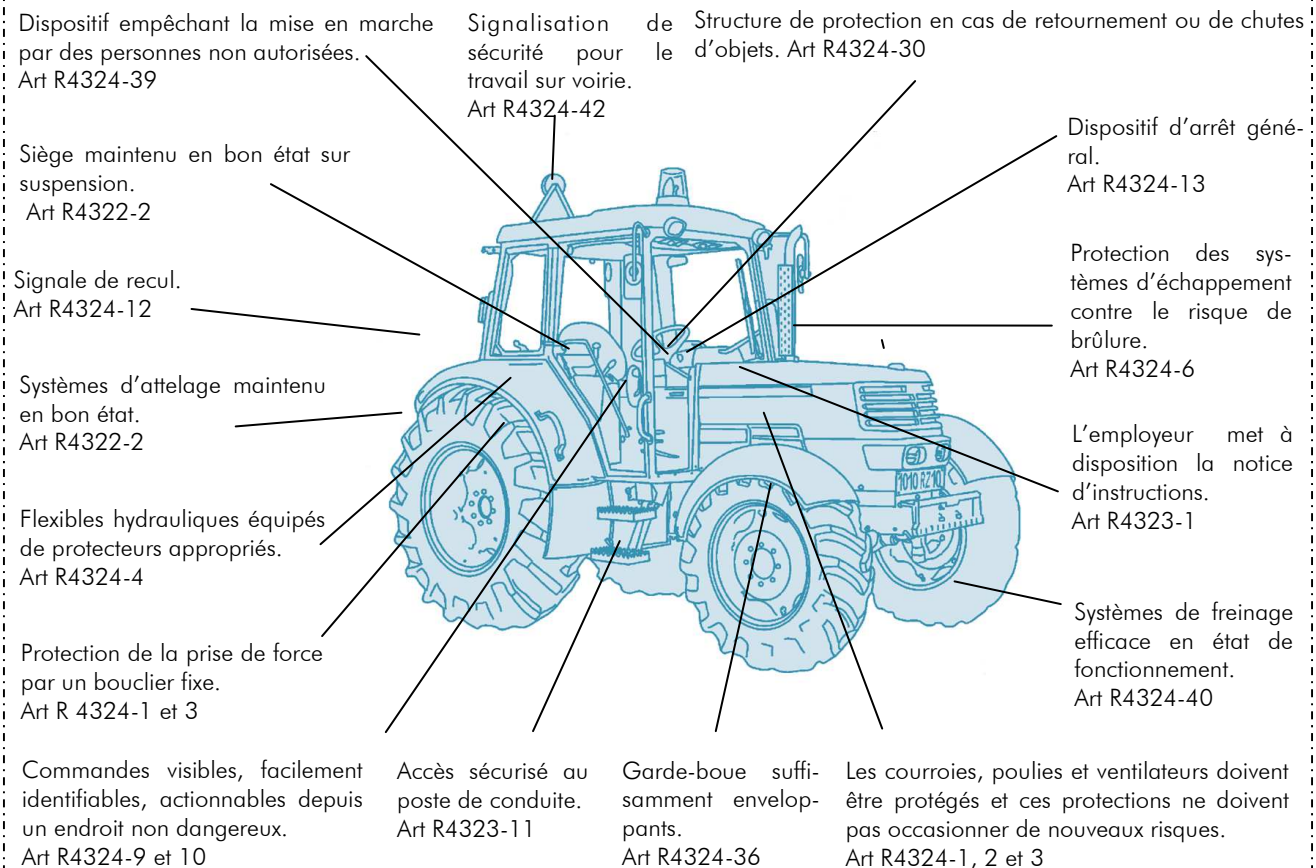 Dispositif empêchant la mise en marche
par des personnes non autorisées.
Art R4324-39
Signalisation de
sécurité pour le
travail sur voirie.
Art R4324-42
Structure de protection en cas de retournement ou de chutes
d'objets. Art R4324-30
Dispositif d'arrêt géné-
ral.
Art R4324-13
Siège maintenu en bon état sur
suspension.
Art R4322-2
Protection des sys-
tèmes d'échappement
contre le risque de
brûlure.
Art R4324-6
Signale de recul.
Art R4324-12
Systèmes d'attelage maintenu
en bon état.
Art R4322-2
L'employeur met à
disposition la notice
d'instructions.
Art R4323-1
1010 RZ 10
Flexibles hydrauliques équipés
de protecteurs appropriés.
Art R4324-4
Systèmes de freinage
efficace en état de
fonctionnement.
Art R4324-40
Protection de la prise de force
par un bouclier fixe.
Art R 4324-1 et 3
Commandes visibles, facilement
identifiables, actionnables depuis
un endroit non dangereux.
Art R4324-9 et 10
Accès sécurisé au
poste de conduite.
Art R4323-11
Garde-boue suffi-
samment envelop-
pants.
Art R4324-36
Les courroies, poulies et ventilateurs doivent
être protégés et ces protections ne doivent
pas occasionner de nouveaux risques.
Art R4324-1, 2 et 3